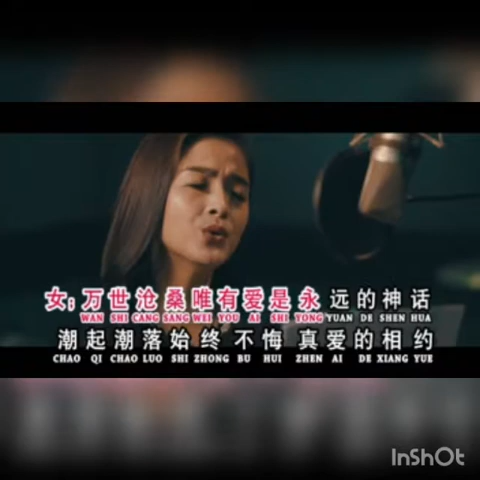 女:万世沧桑唯有爱是永远的神话
WAN SHI CANG SANG WEI YOU AI SHI YONG YUAN DE SHEN HUA
潮起潮落始终不悔真爱的相约
CHAO QI CHAO LUO SHI ZHONG BU HUI ZHEN AI DE XIANG YUE
InShOt